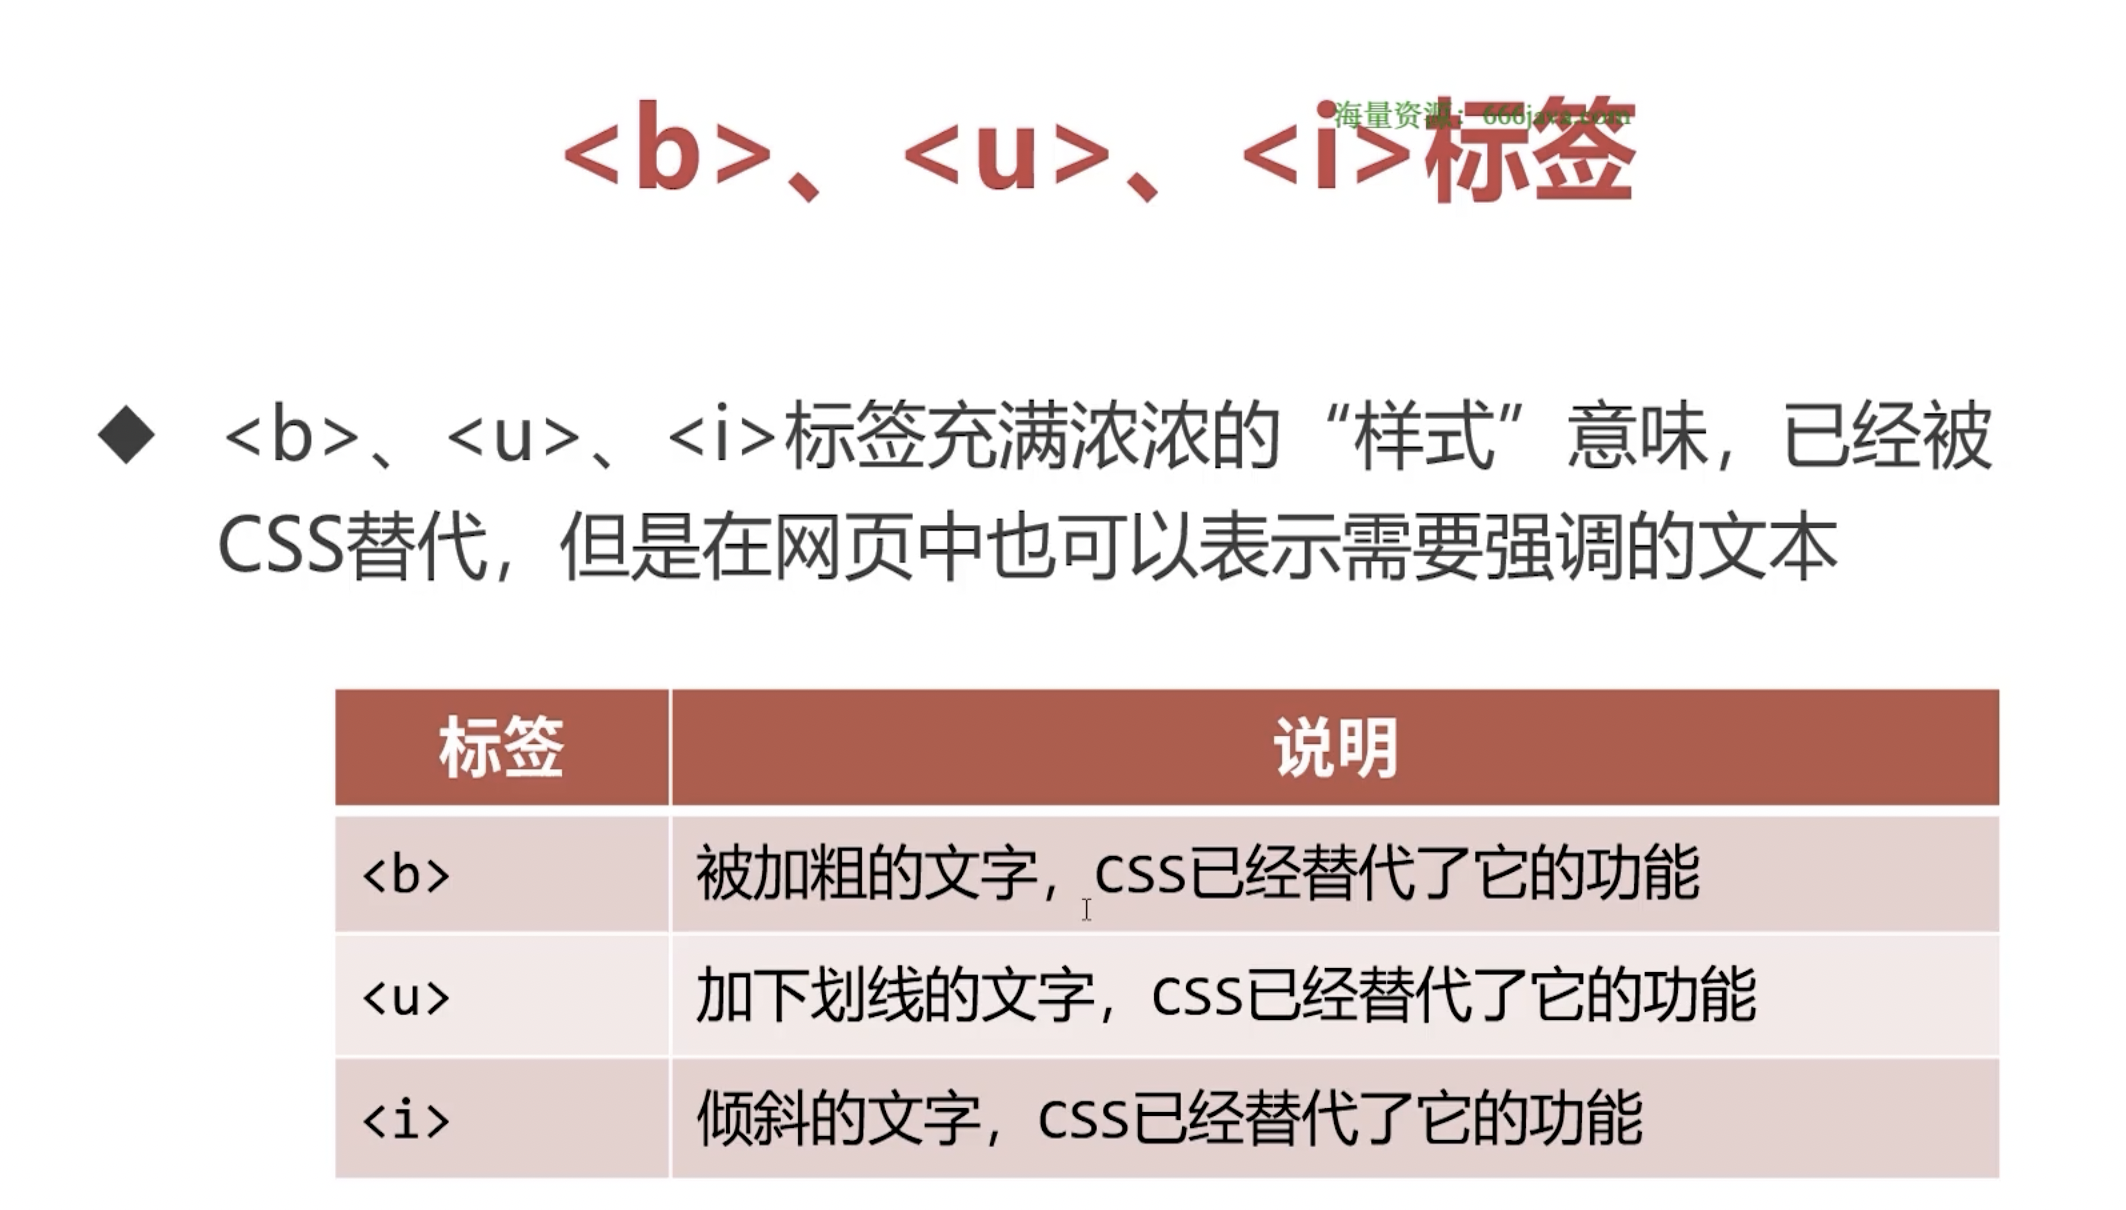 <b>、<u>、<i>标签
海量资源：666java.com
◆ <b>、<u>、<i>标签充满浓浓的“样式”意味，已经被
CSS替代，但是在网页中也可以表示需要强调的文本
标签 说明
<b> 被加粗的文字，CSS已经替代了它的功能
<u> 加下划线的文字，CSS已经替代了它的功能
<i> 倾斜的文字，CSS已经替代了它的功能